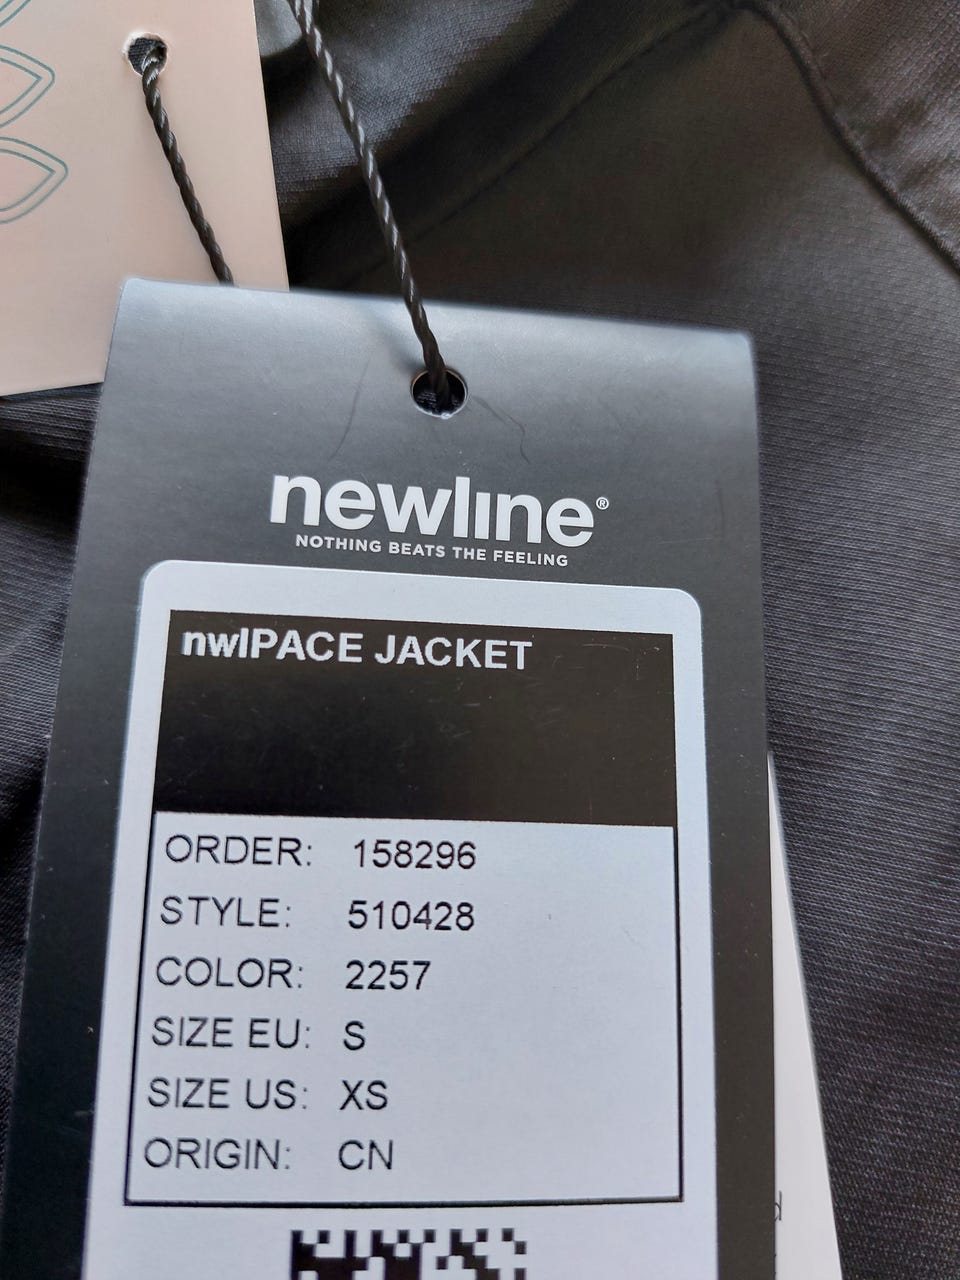 newline®
NOTHING BEATS THE FEELING
nwlPACE JACKET
ORDER: 158296
STYLE: 510428
COLOR: 2257
SIZE EU: S
SIZE US: XS
ORIGIN: CN
d